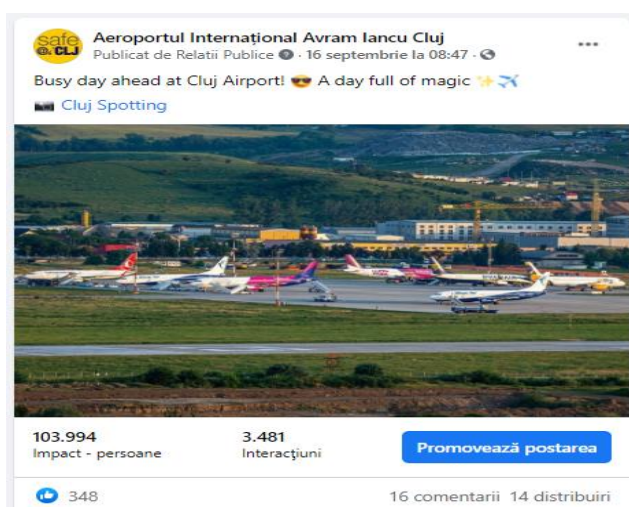 safe
@ CLJ
Aeroportul Internațional Avram Iancu Cluj
Publicat de Relatii Publice · 16 septembrie la 08:47 ·
Busy day ahead at Cluj Airport! 😎 A day full of magic ✨✈️
📷 Cluj Spotting
103.994
Impact - persoane
3.481
Interacțiuni
Promovează postarea
348
16 comentarii 14 distribuiri